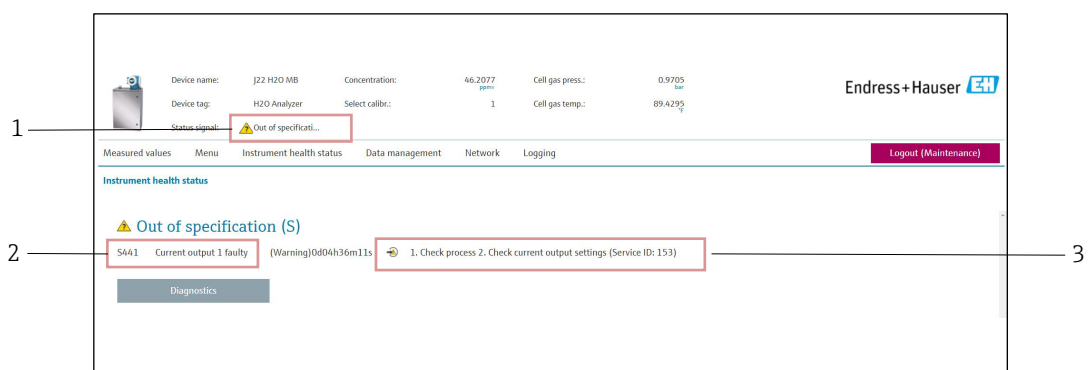 Device name: J22 H2O MB Concentration: 46.2077 ppmv Cell gas press.: 0.9705 bar
Device tag: H2O Analyzer Select calibr.: 1 Cell gas temp.: 89.4295 °F
Endress+Hauser EH
1
Status signal: Out of specificati...
Measured values Menu Instrument health status Data management Network Logging Logout (Maintenance)
Instrument health status
Out of specification (S)
2
S441 Current output 1 faulty (Warning)0d04h36m11s 1. Check process 2. Check current output settings (Service ID: 153)
3
Diagnostics